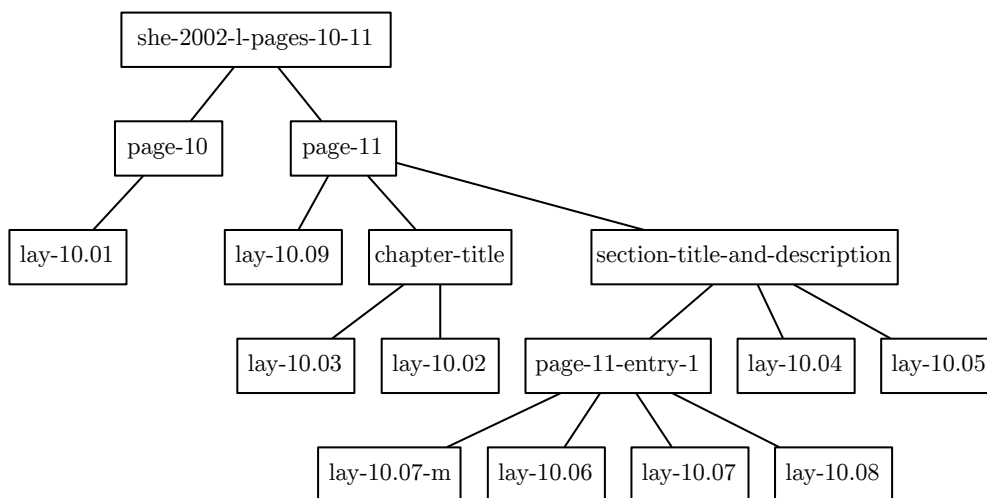 she-2002-l-pages-10-11
page-10
page-11
lay-10.01
lay-10.09
chapter-title
section-title-and-description
lay-10.03
lay-10.02
page-11-entry-1
lay-10.04
lay-10.05
lay-10.07-m
lay-10.06
lay-10.07
lay-10.08